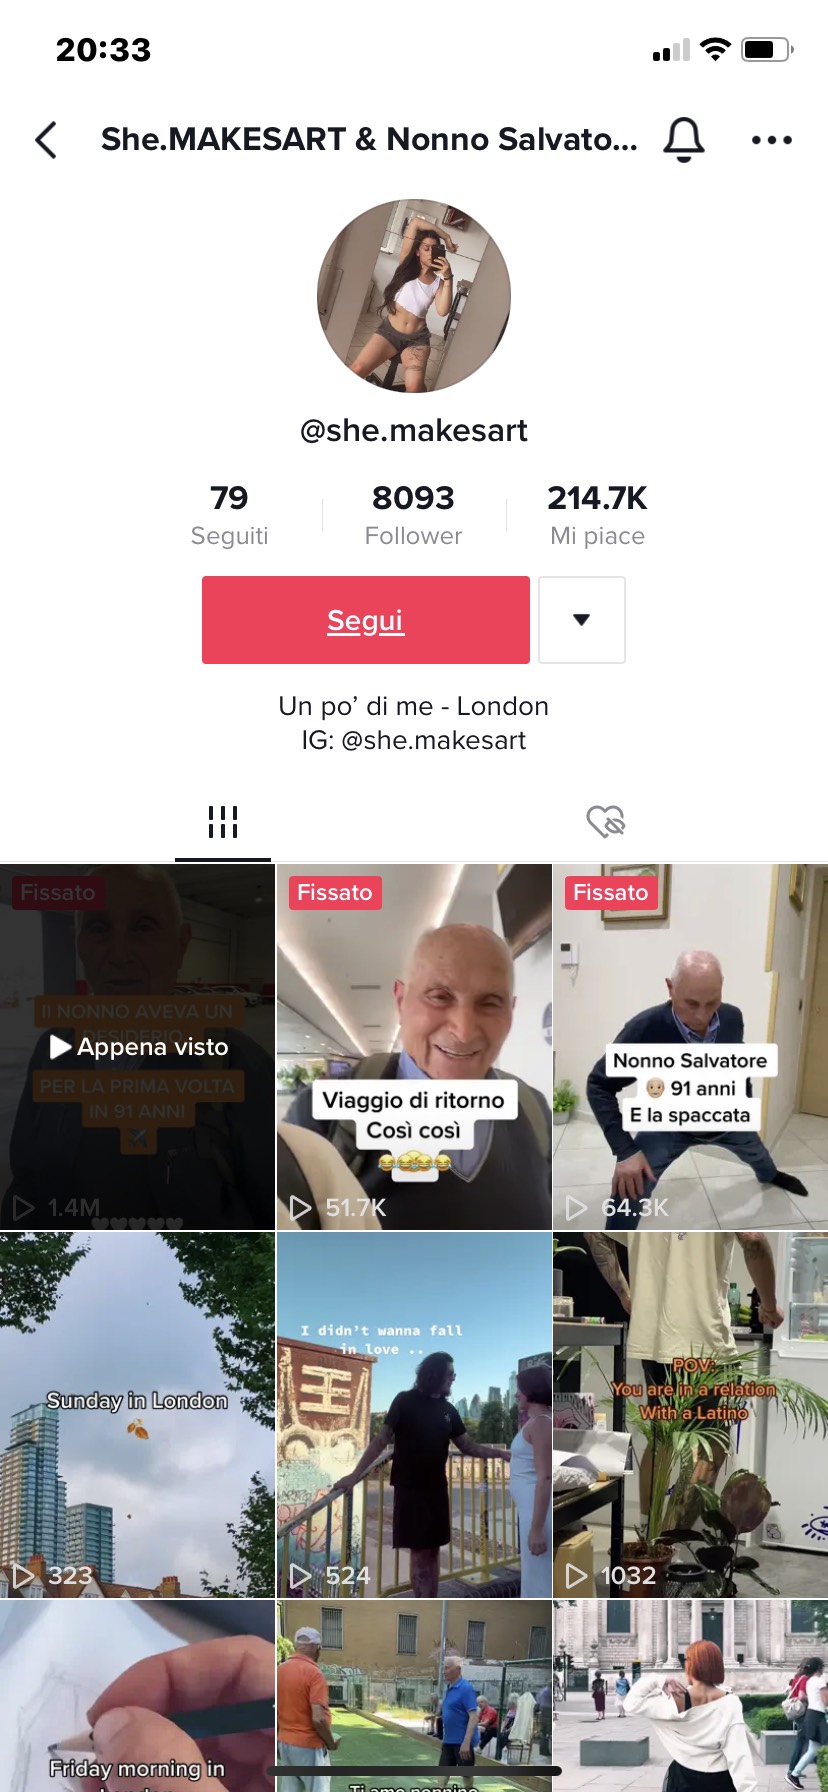 20:33
She.MAKESART & Nonno Salvato...
@she.makesart
79
8093
214.7K
Seguiti
Follower
Mi piace
Segui
Un po’ di me - London
IG: @she.makesart
Fissato
IL NONNO AVEVA UN
DESIDERIO
Appena visto
PER LA PRIMA VOLTA
IN 91 ANNI
1.4M
Fissato
Viaggio di ritorno
Così così
51.7K
Fissato
Nonno Salvatore
91 anni
E la spaccata
64.3K
Sunday in London
323
I didn’t wanna fall
in love ..
524
POV:
You are in a relation
With a Latino
1032
Friday morning in
London
Ti amo nonnino